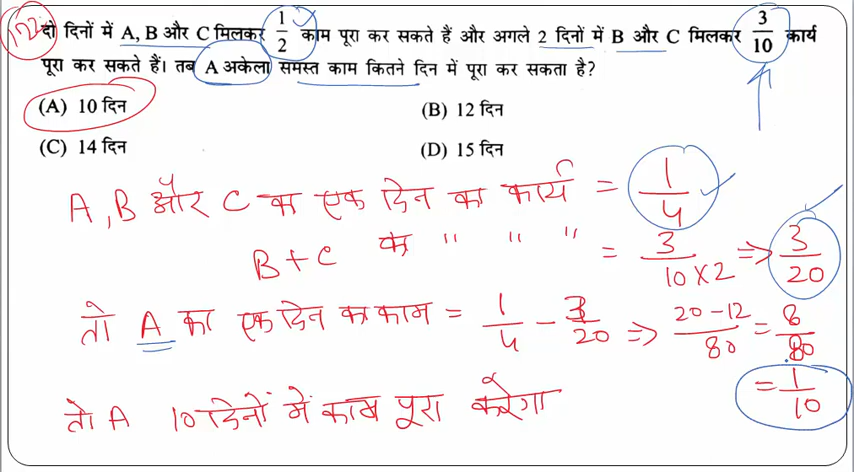 122 दो दिनों में A, B और C मिलकर 1/2 काम पूरा कर सकते हैं और अगले 2 दिनों में B और C मिलकर 3/10 कार्य
पूरा कर सकते हैं। तब A अकेला समस्त काम कितने दिन में पूरा कर सकता है?
(A) 10 दिन (B) 12 दिन
(C) 14 दिन (D) 15 दिन
A, B और C का एक दिन का कार्य = 1/4
B + C का " " " = 3/10×2 ⇒ 3/20
तो A का एक दिन का काम = 1/4 - 3/20 ⇒ 20-12/80 = 8/80
= 1/10
तो A 10 दिनों में काम पूरा करेगा